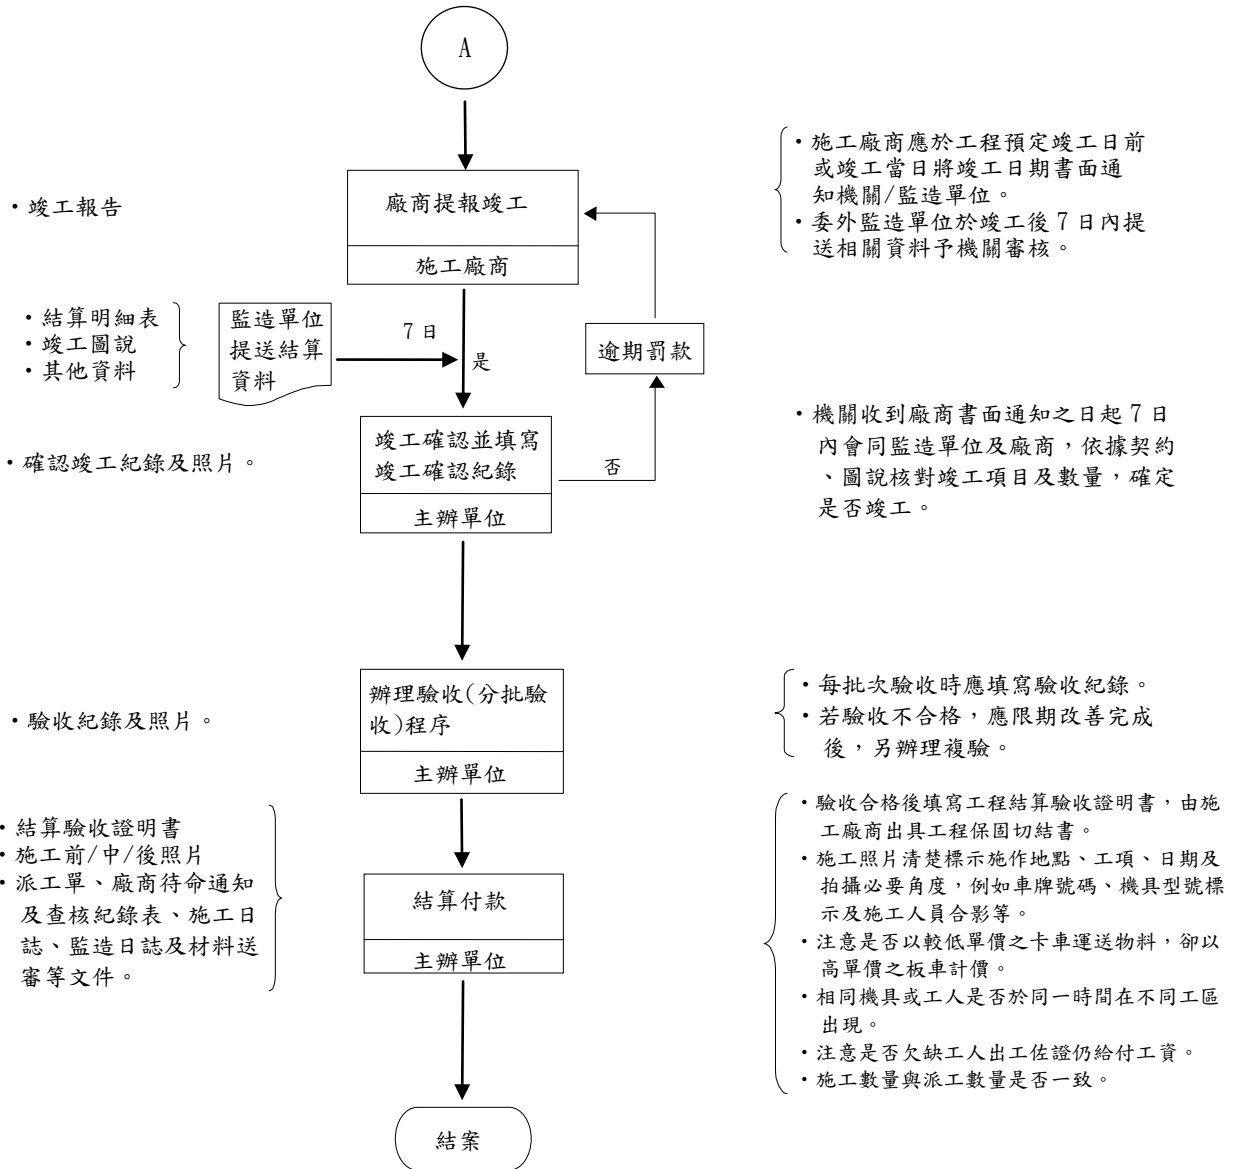 A
・竣工報告
廠商提報竣工
施工廠商
・施工廠商應於工程預定竣工日前
或竣工當日將竣工日期書面通
知機關/監造單位。
・委外監造單位於竣工後 7 日內提
送相關資料予機關審核。
・結算明細表
・竣工圖說
・其他資料
監造單位
提送結算
資料
7 日
是
逾期罰款
・確認竣工紀錄及照片。
竣工確認並填寫
竣工確認紀錄
主辦單位
否
・機關收到廠商書面通知之日起 7 日
內會同監造單位及廠商，依據契約
、圖說核對竣工項目及數量，確定
是否竣工。
・驗收紀錄及照片。
辦理驗收(分批驗
收)程序
主辦單位
・每批次驗收時應填寫驗收紀錄。
・若驗收不合格，應限期改善完成
後，另辦理複驗。
・結算驗收證明書
・施工前/中/後照片
・派工單、廠商待命通知
及查核紀錄表、施工日
誌、監造日誌及材料送
審等文件。
結算付款
主辦單位
・驗收合格後填寫工程結算驗收證明書，由施
工廠商出具工程保固切結書。
・施工照片清楚標示施作地點、工項、日期及
拍攝必要角度，例如車牌號碼、機具型號標
示及施工人員合影等。
・注意是否以較低單價之卡車運送物料，卻以
高單價之板車計價。
・相同機具或工人是否於同一時間在不同工區
出現。
・注意是否欠缺工人出工佐證仍給付工資。
・施工數量與派工數量是否一致。
結案